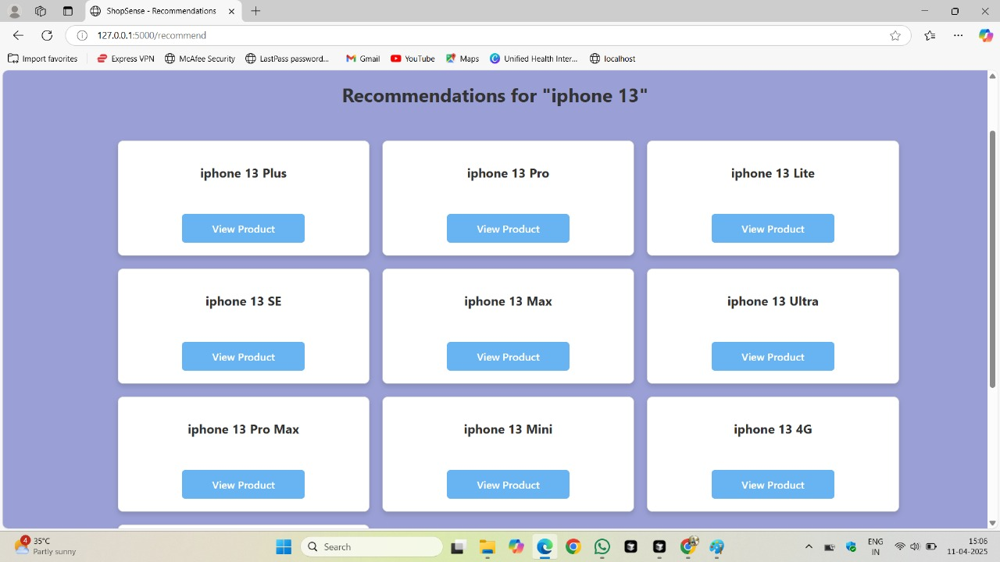 ShopSense - Recommendations
127.0.0.1:5000/recommend
Import favorites Express VPN McAfee Security LastPass password... Gmail YouTube Maps Unified Health Inter... localhost
Recommendations for "iphone 13"
iphone 13 Plus iphone 13 Pro iphone 13 Lite
View Product View Product View Product
iphone 13 SE iphone 13 Max iphone 13 Ultra
View Product View Product View Product
iphone 13 Pro Max iphone 13 Mini iphone 13 4G
View Product View Product View Product
4 35°C
Partly sunny
Search
ENG
IN
15:06
11-04-2025